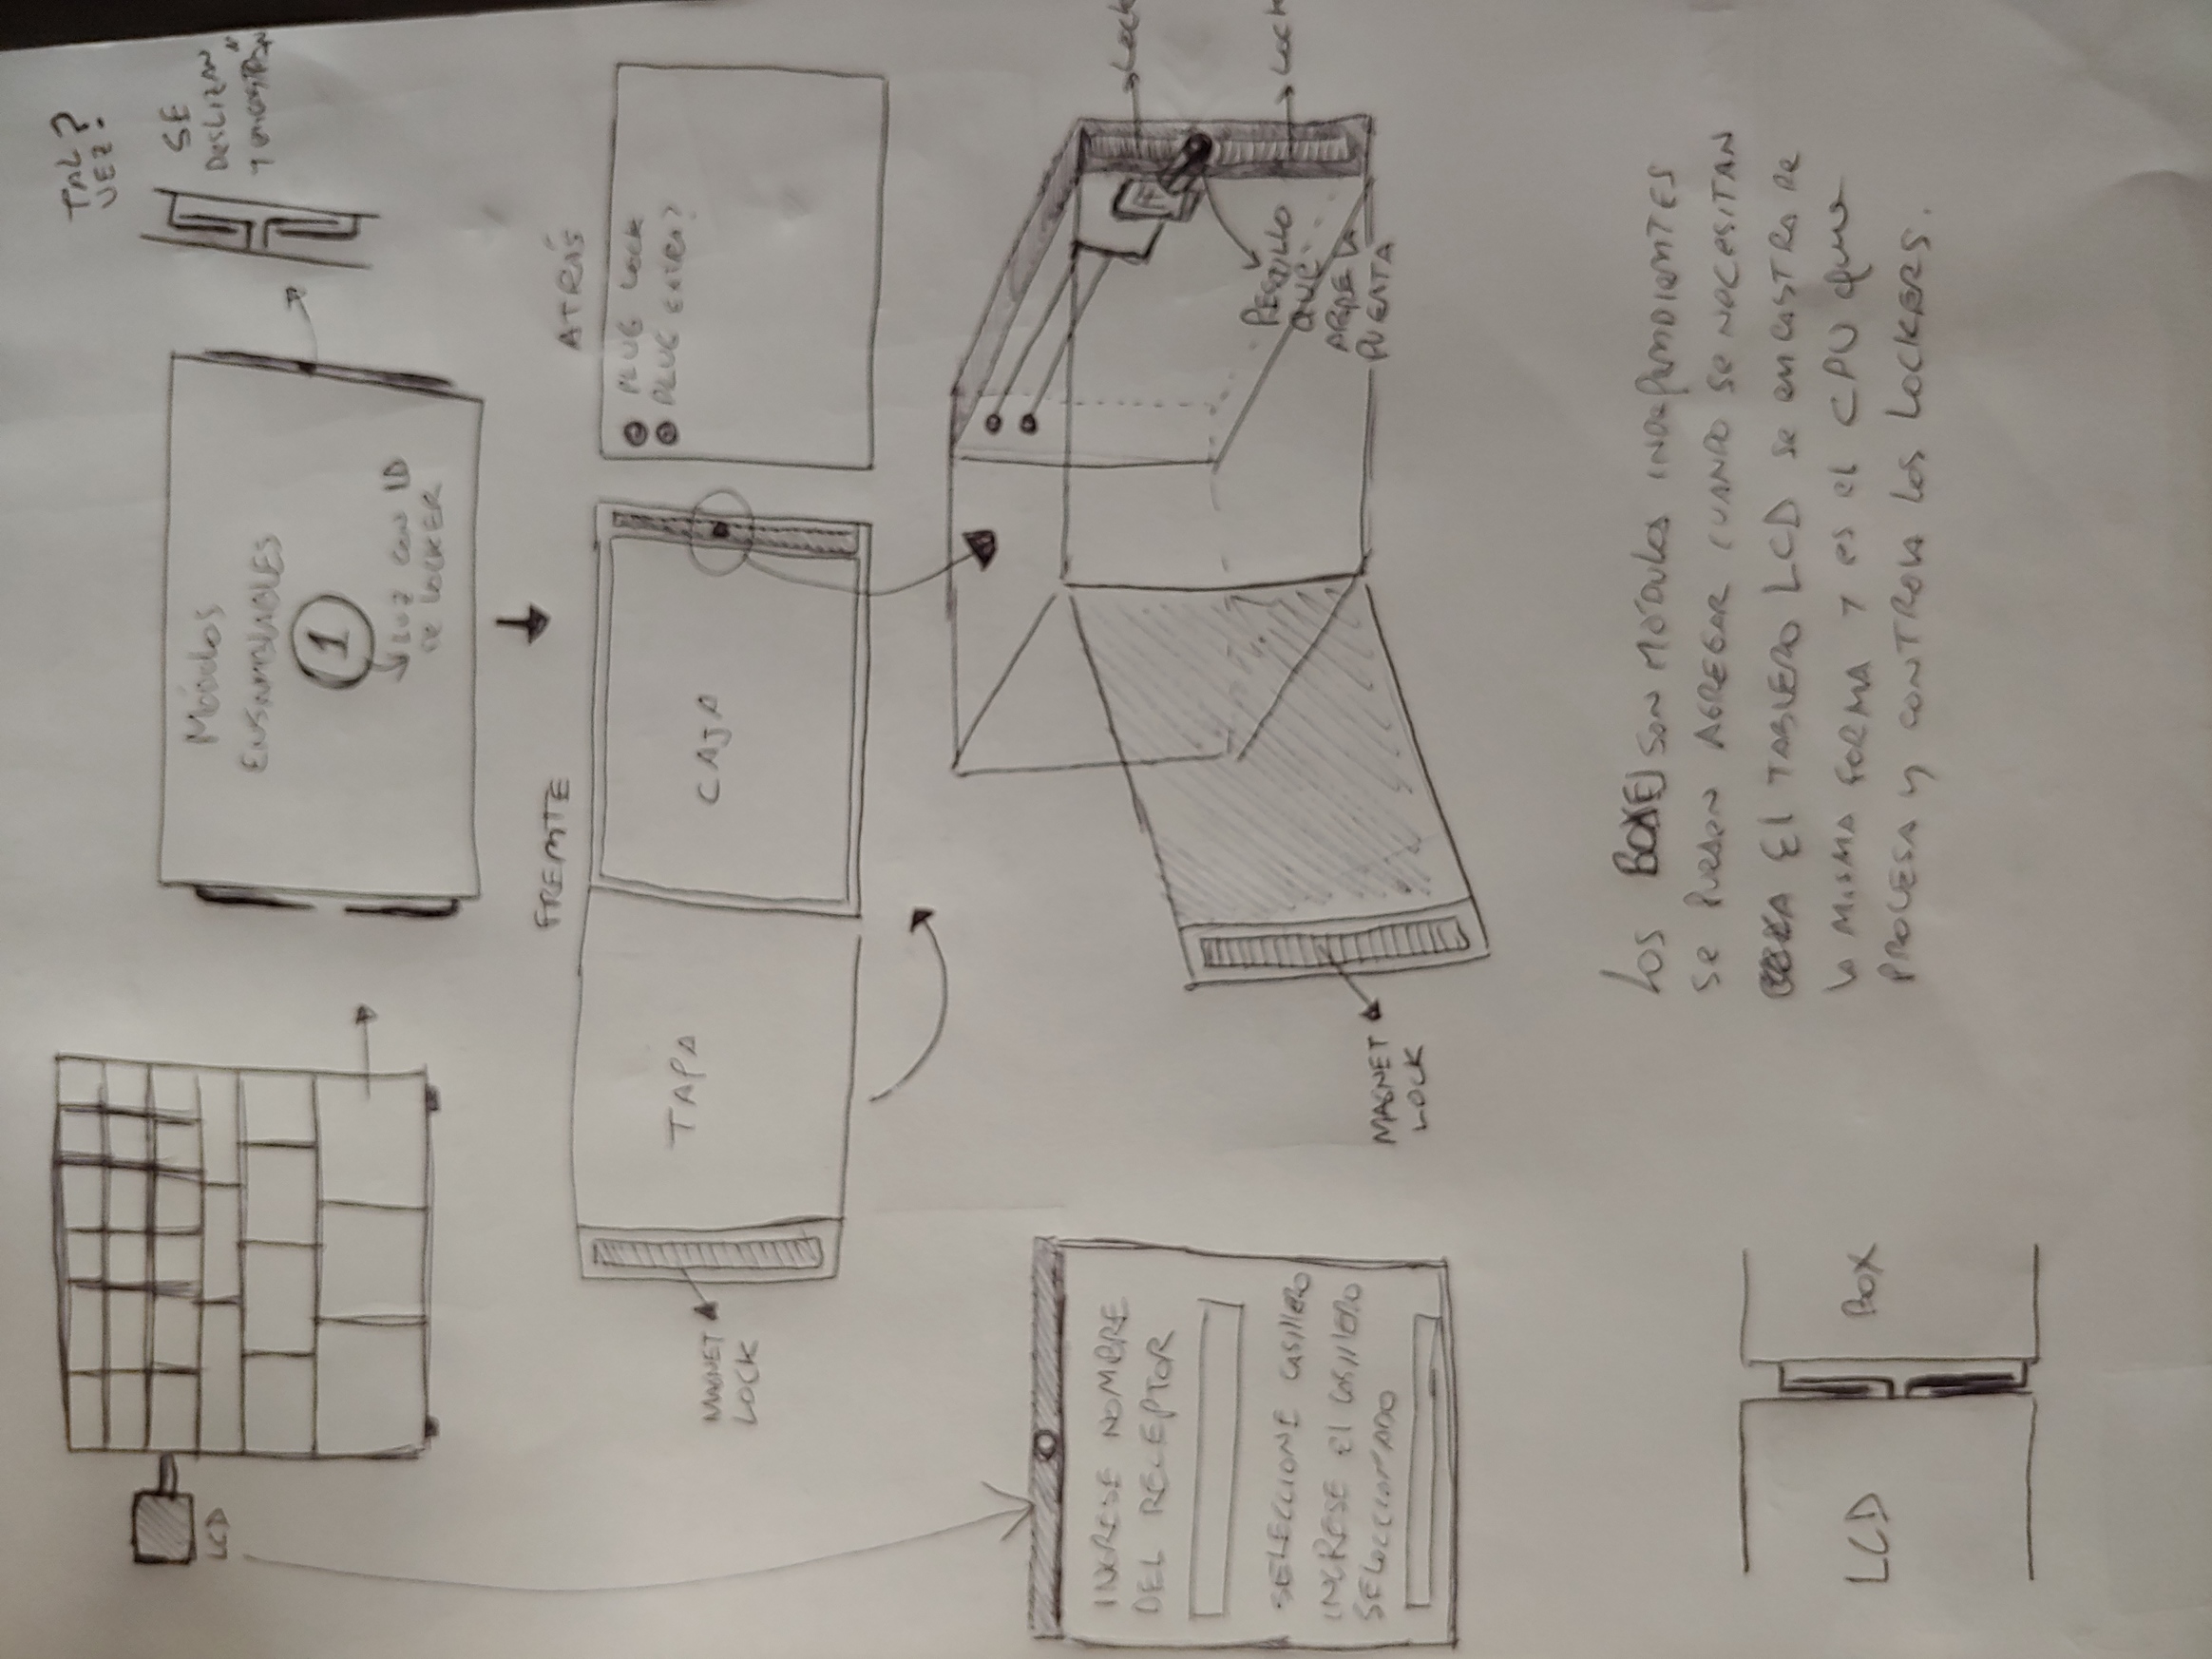 TAL
VEZ?
LCD
MÓDULOS
ENSAMBLABLES
1
LUZ CON ID
DE LOCKER
SE
DESLIZAN
Y ENCASTRAN
FRENTE
ATRÁS
TAPA
CAJA
PLUG LOCK
PLUG EXTRA?
MAGNET
LOCK
INGRESE NOMBRE
DEL RECEPTOR
SELECCIONE CASILLERO
INGRESE El CASILLERO
SELECCIONADO
LOCK
LOCK
PESTILLO
QUE
ABRE LA
PUERTA
MAGNET
LOCK
LOS BOXES SON MÓDULOS INDEPENDIENTES
SE PUEDEN AGREGAR CUANDO SE NECESITAN
El TABLERO LCD SE ENCASTRA DE
LA MISMA FORMA Y ES EL CPU QUE
PROCESA Y CONTROLA LOS LOCKERS.
LCD
BOX